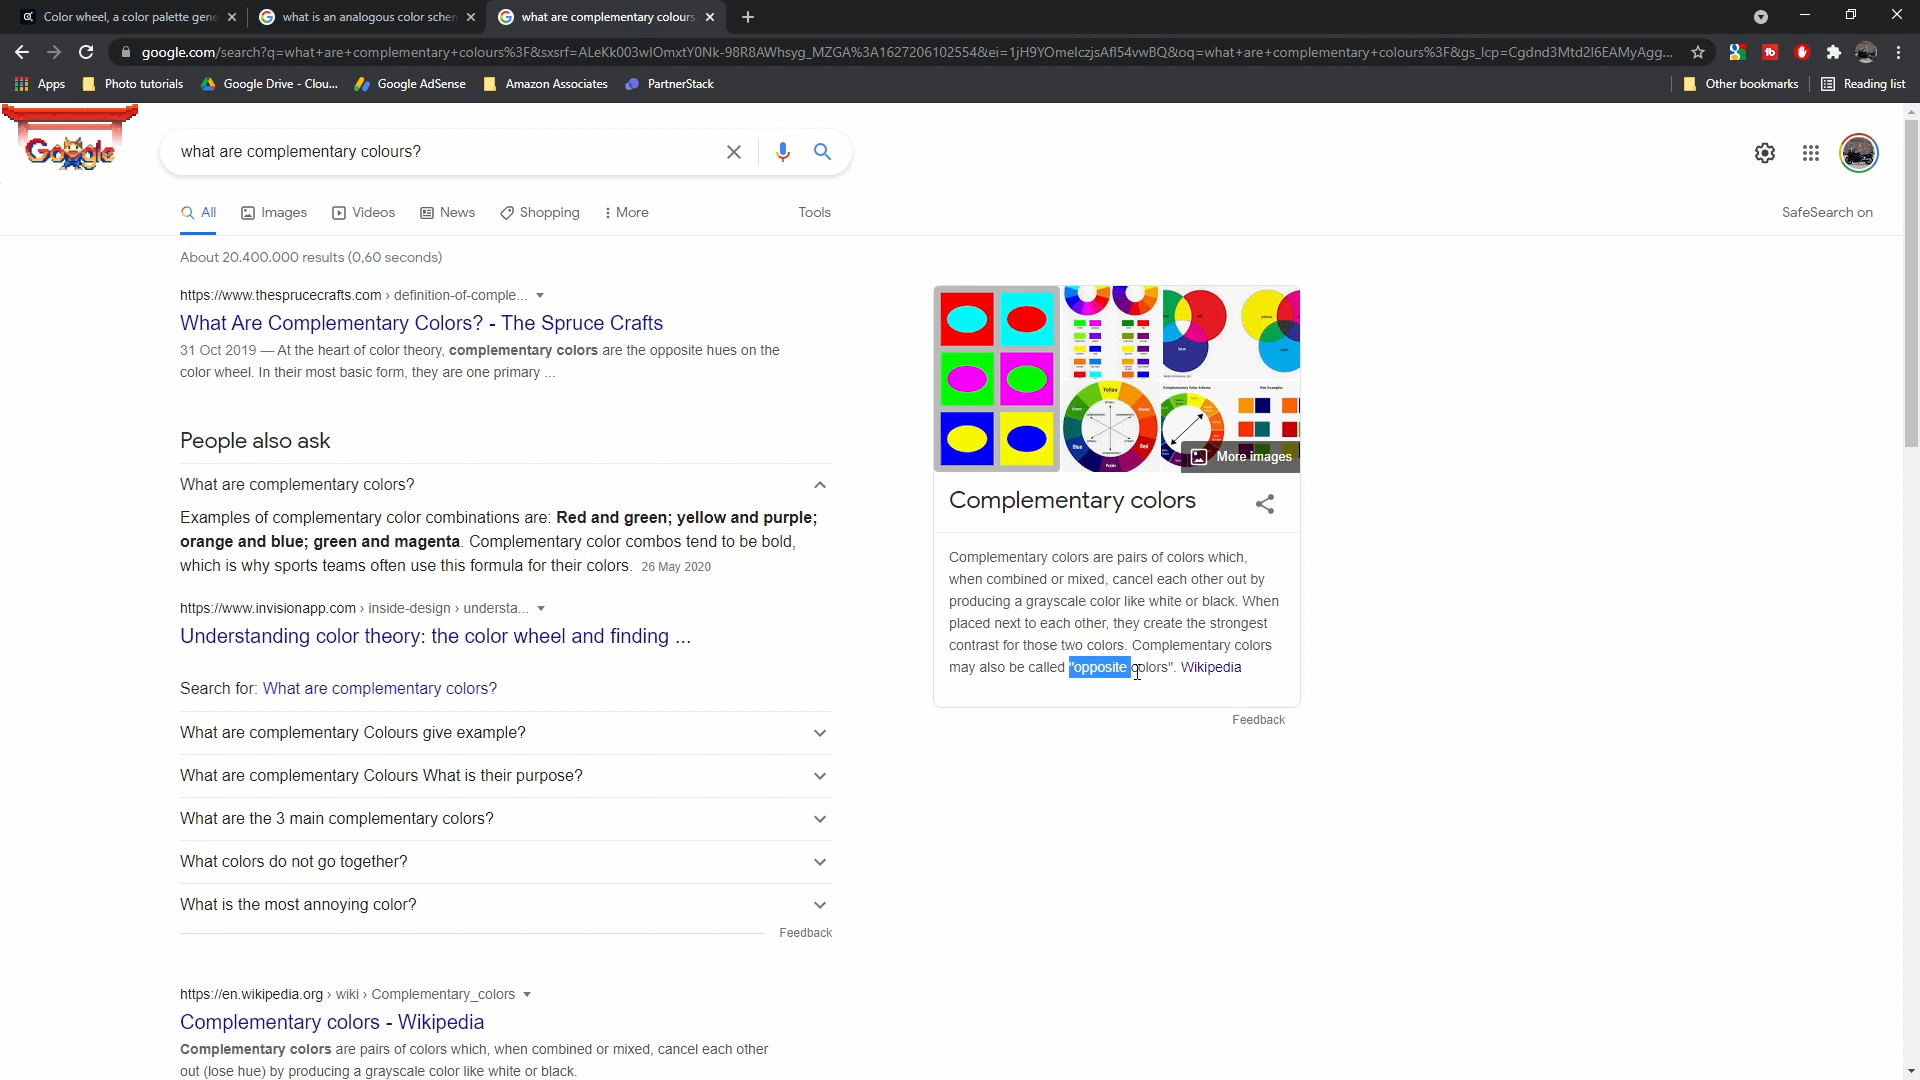 Color wheel, a color palette gene
what is an analogous color schem
what are complementary colours
google.com/search?q=what+are+complementary+colours%3F&sxsrf=ALeKk003wIOmxtY0Nk-98R8AWhsyg_MZGA%3A1627206102554&ei=1jH9YOmelczjsAfI54vwBQ&oq=what+are+complementary+colours%3F&gs_lcp=Cgdnd3Mtd2l6EAMyAgg...
Apps
Photo tutorials
Google Drive - Clou...
Google AdSense
Amazon Associates
PartnerStack
Other bookmarks
Reading list
Google
what are complementary colours?
All
Images
Videos
News
Shopping
More
Tools
SafeSearch on
About 20.400.000 results (0,60 seconds)
https://www.thesprucecrafts.com › definition-of-comple...
What Are Complementary Colors? - The Spruce Crafts
31 Oct 2019 — At the heart of color theory, complementary colors are the opposite hues on the
color wheel. In their most basic form, they are one primary ...
People also ask
What are complementary colors?
Examples of complementary color combinations are: Red and green; yellow and purple;
orange and blue; green and magenta. Complementary color combos tend to be bold,
which is why sports teams often use this formula for their colors. 26 May 2020
https://www.invisionapp.com › inside-design › understa...
Understanding color theory: the color wheel and finding ...
Search for: What are complementary colors?
What are complementary Colours give example?
What are complementary Colours What is their purpose?
What are the 3 main complementary colors?
What colors do not go together?
What is the most annoying color?
Feedback
https://en.wikipedia.org › wiki › Complementary_colors
Complementary colors - Wikipedia
Complementary colors are pairs of colors which, when combined or mixed, cancel each other
out (lose hue) by producing a grayscale color like white or black.
Yellow
Blue
Red
More images
Complementary colors
Complementary colors are pairs of colors which,
when combined or mixed, cancel each other out by
producing a grayscale color like white or black. When
placed next to each other, they create the strongest
contrast for those two colors. Complementary colors
may also be called "opposite colors". Wikipedia
Feedback